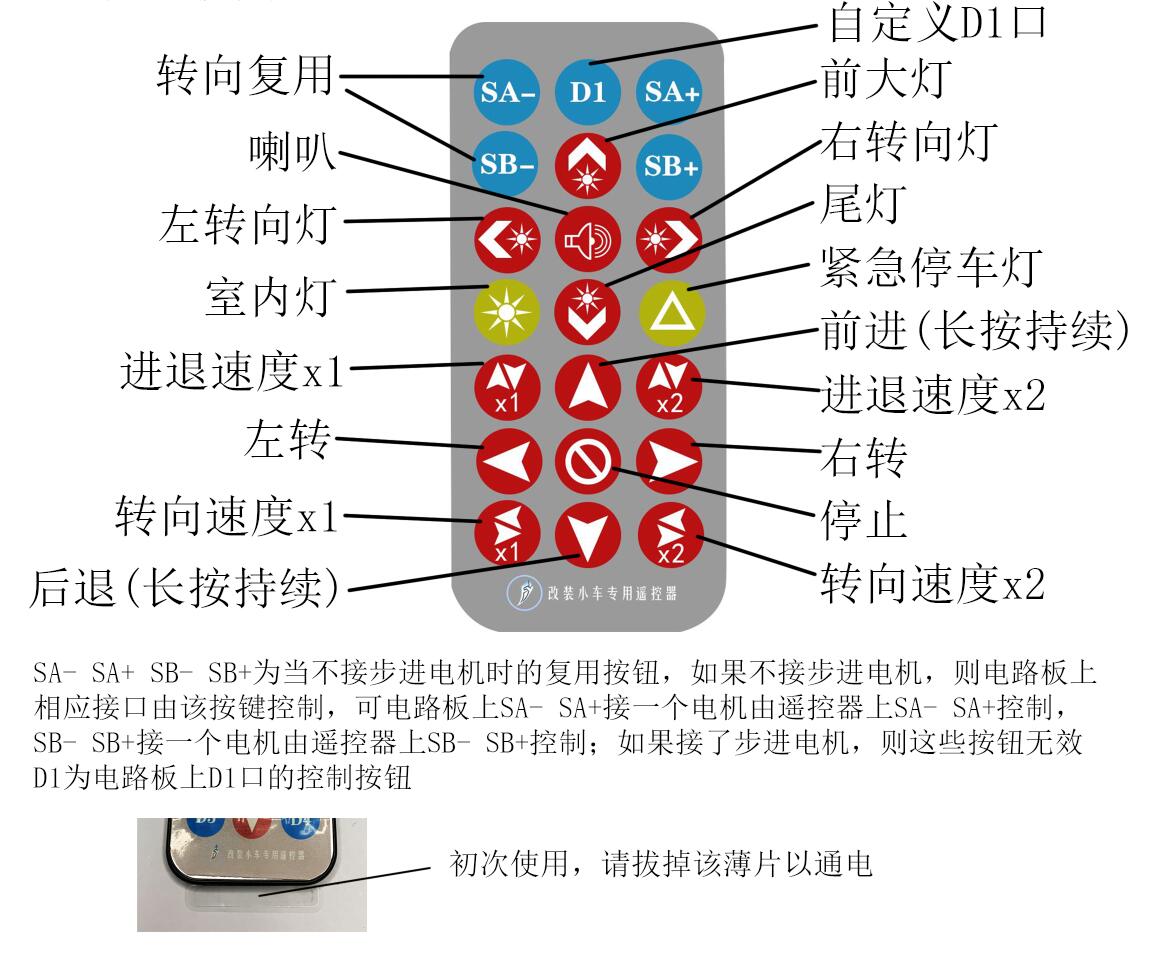 自定义D1口
转向复用
前大灯
喇叭
右转向灯
左转向灯
尾灯
室内灯
紧急停车灯
进退速度x1
前进(长按持续)
进退速度x2
左转
右转
转向速度x1
停止
后退(长按持续)
转向速度x2
SA-
D1
SA+
SB-
SB+
x1
x2
x1
x2
改装小车专用遥控器
SA- SA+ SB- SB+为当不接步进电机时的复用按钮，如果不接步进电机，则电路板上
相应接口由该按键控制，可电路板上SA- SA+接一个电机由遥控器上SA- SA+控制，
SB- SB+接一个电机由遥控器上SB- SB+控制；如果接了步进电机，则这些按钮无效
D1为电路板上D1口的控制按钮
改装小车专用遥控器
初次使用，请拔掉该薄片以通电